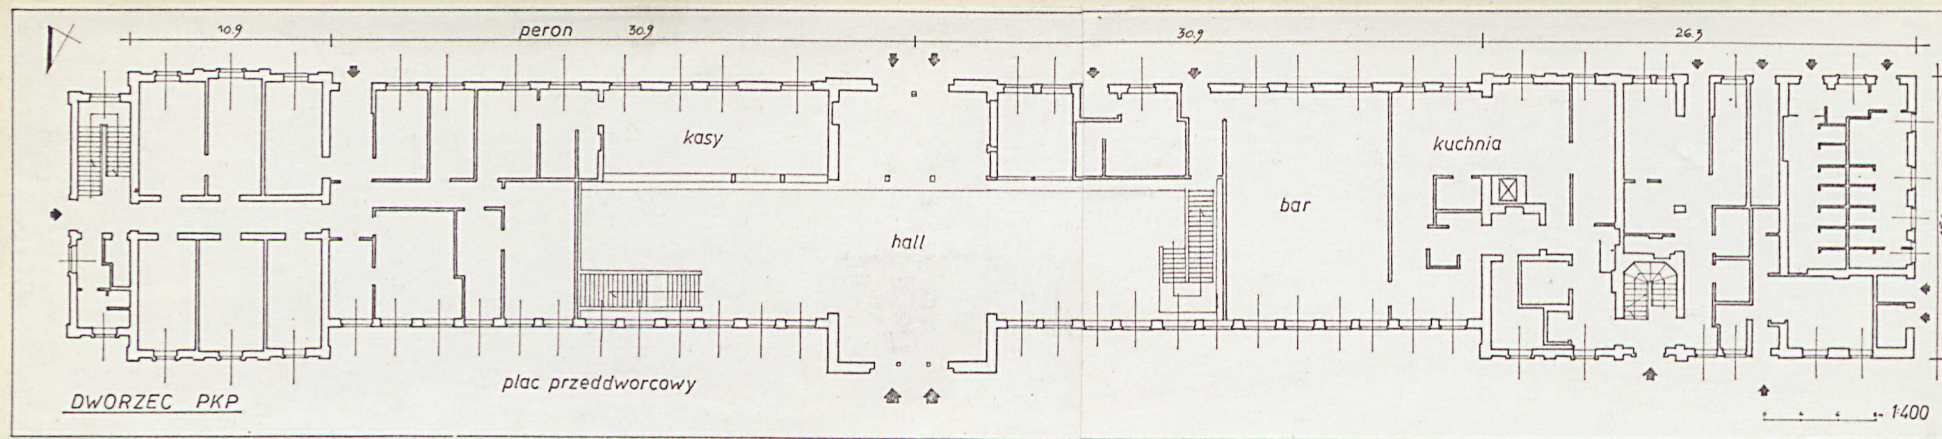 10.9 peron 30.9 30.9 26.3
kasy
kuchnia
bar
hall
plac przeddworcowy
DWORZEC PKP
1:400